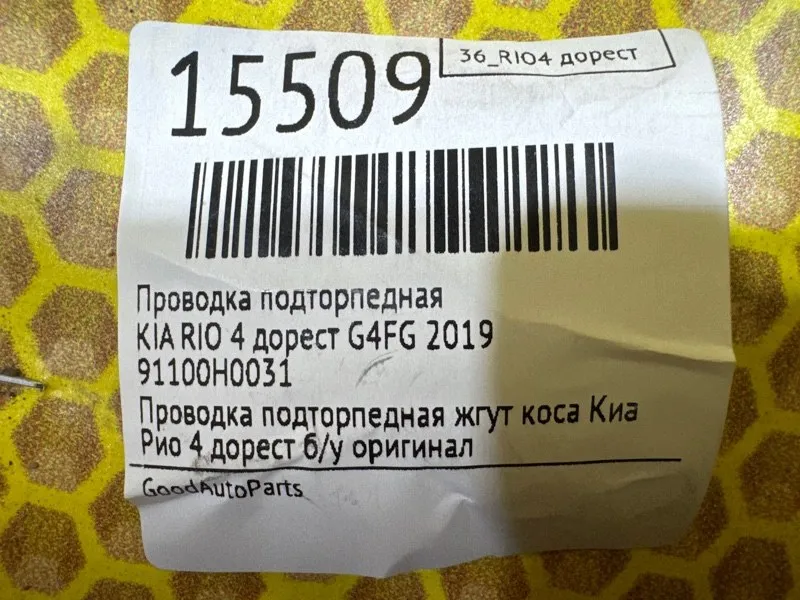 15509
36_RIO4 дорест
Проводка подторпедная
KIA RIO 4 дорест G4FG 2019
91100H0031
Проводка подторпедная жгут коса Киа
Рио 4 дорест б/у оригинал
GoodAutoParts